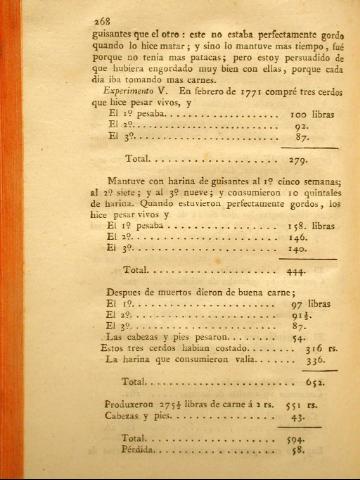 268
guisantes que el otro: este no estaba perfectamente gordo
quando lo hice matar; y sino lo mantuve mas tiempo, fué
porque no tenia mas patacas; pero estoy persuadido de
que hubiera engordado muy bien con ellas, porque cada
dia iba tomando mas carnes.
Experimento V. En febrero de 1771 compré tres cerdos
que hice pesar vivos, y
El 1º pesaba. . . . . . . . . . . . . . . . 100 libras
El 2º. . . . . . . . . . . . . . . . . . . . 92.
El 3º. . . . . . . . . . . . . . . . . . . . 87.
Total. . . . . . . . . . . . . . . . . 279.
Mantuve con harina de guisantes al 1º cinco semanas;
al 2º siete; y al 3º nueve; y consumieron 10 quintales
de harina. Quando estuvieron perfectamente gordos, los
hice pesar vivos y
El 1º pesaba . . . . . . . . . . . . . . . 158. libras
El 2º. . . . . . . . . . . . . . . . . . . . 146.
El 3º. . . . . . . . . . . . . . . . . . . . 140.
Total. . . . . . . . . . . . . . . . . 444.
Despues de muertos dieron de buena carne;
El 1º. . . . . . . . . . . . . . . . . . . . 97 libras
El 2º. . . . . . . . . . . . . . . . . . . . 91½.
El 3º. . . . . . . . . . . . . . . . . . . . 87.
Las cabezas y pies pesaron. . . . . . . 54.
Estos tres cerdos habian costado. . . . . . . 316 rs.
La harina que consumieron valía. . . . . . . 336.
Total. . . . . . . . . . . . . . . . . 652.
Produxeron 275½ libras de carne á 2 rs. 551 rs.
Cabezas y pies. . . . . . . . . . . . . . . 43.
Total. . . . . . . . . . . . . . . . . 594.
Pérdida. . . . . . . . . . . . . . . . 58.